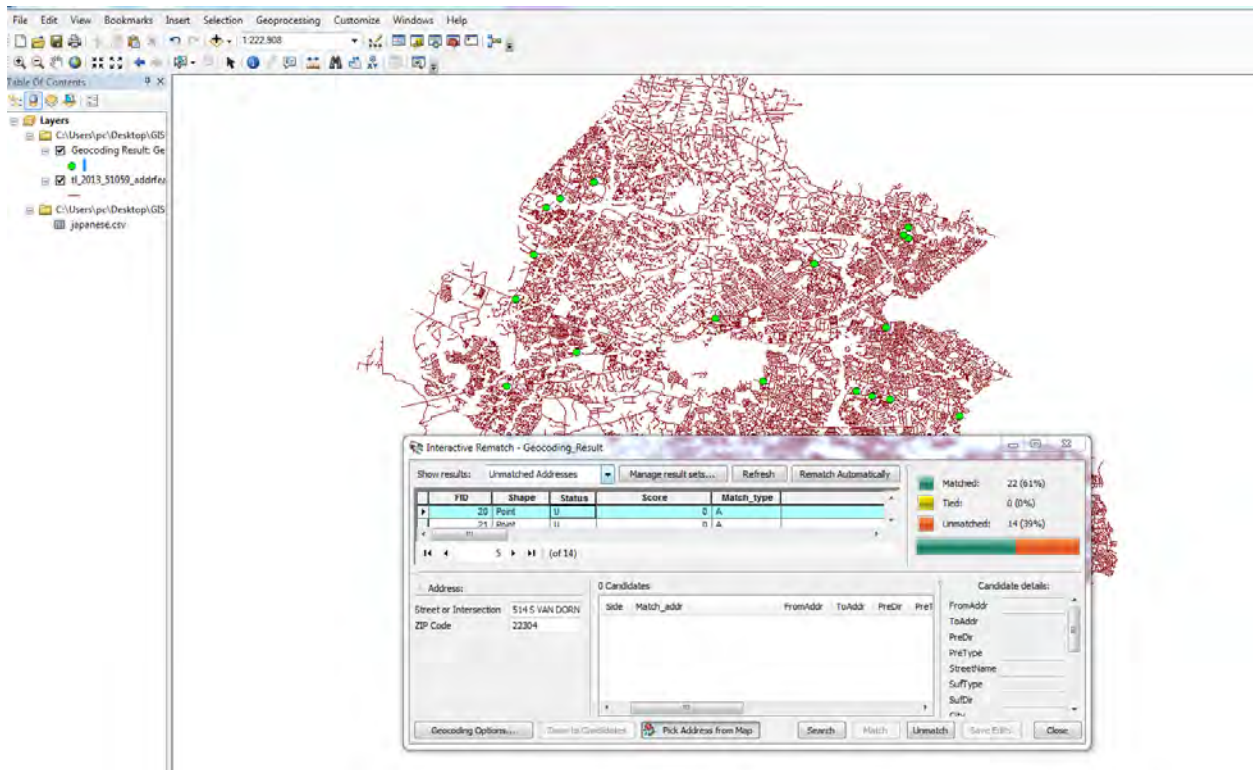 File Edit View Bookmarks Insert Selection Geoprocessing Customize Windows Help
1:222,908
Table Of Contents
Layers
C:\Users\pc\Desktop\GIS
Geocoding Result: Ge
tl_2013_51059_addrfea
C:\Users\pc\Desktop\GIS
japanese.csv
Interactive Rematch - Geocoding_Result
Show results: Unmatched Addresses Manage result sets... Refresh Rematch Automatically
Matched: 22 (61%)
Tied: 0 (0%)
Unmatched: 14 (39%)
FID Shape Status Score Match_type
20 Point U 0 A
21 Point U 0 A
5 (of 14)
Address:
Street or Intersection 514 S VAN DORN
ZIP Code 22304
0 Candidates
Side Match_addr FromAddr ToAddr PreDir PreT
Candidate details:
FromAddr
ToAddr
PreDir
PreType
StreetName
SufType
SufDir
City
Geocoding Options... Zoom to Candidates Pick Address from Map Search Match Unmatch Save Edits Close